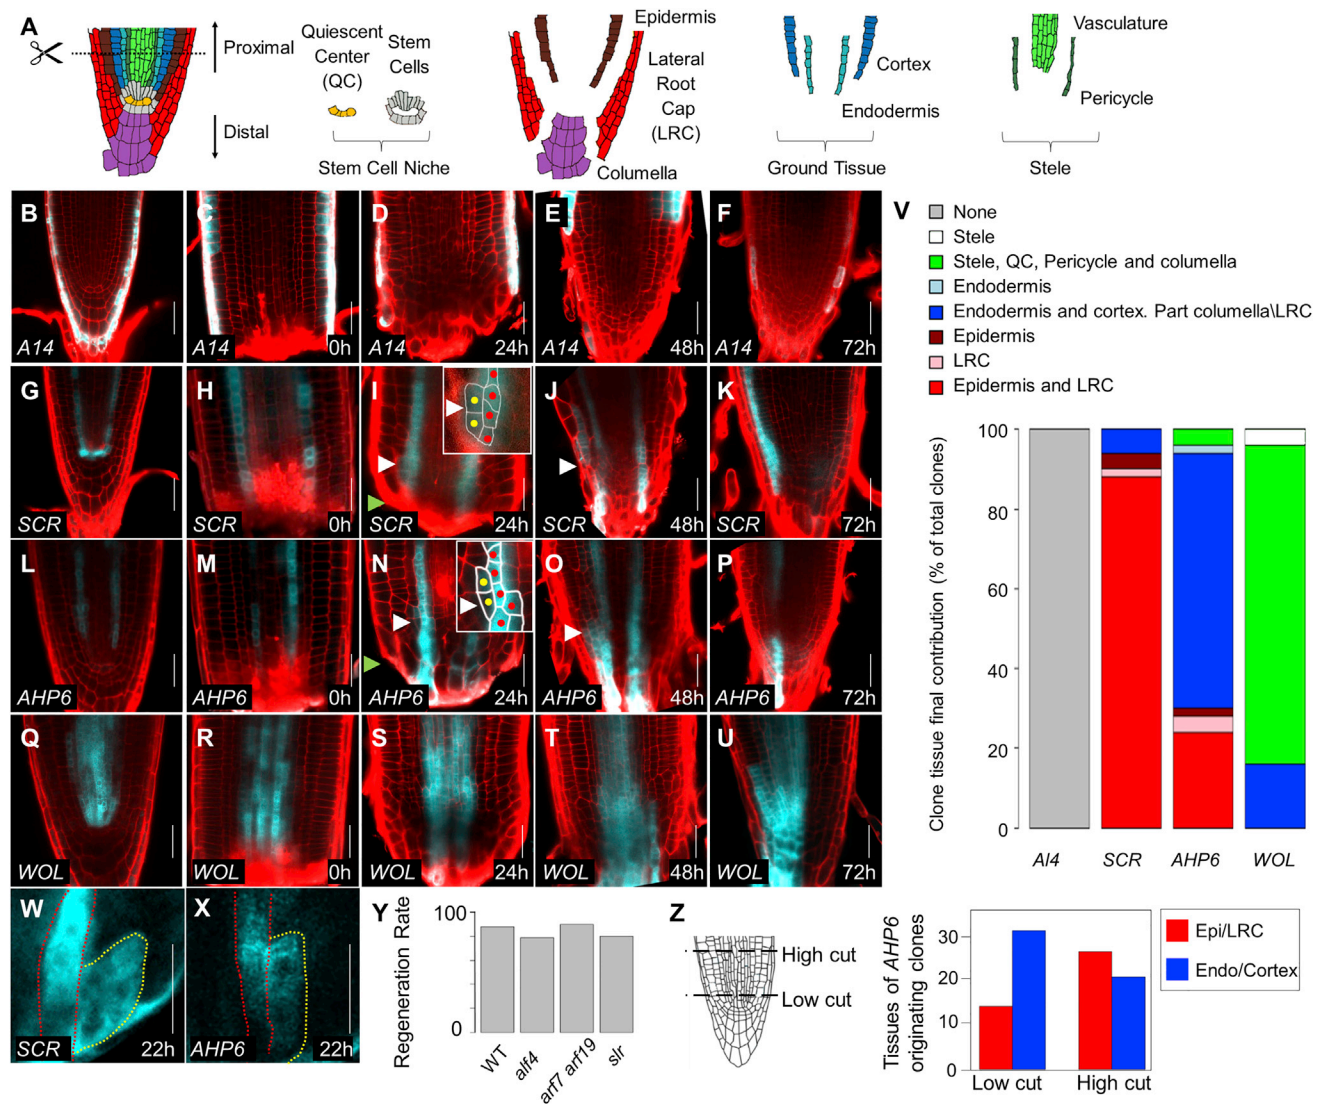 A
Proximal
Distal
Quiescent
Center
(QC)
Stem
Cells
Stem Cell Niche
Epidermis
Lateral
Root
Cap
(LRC)
Columella
Cortex
Endodermis
Ground Tissue
Vasculature
Pericycle
Stele
B
A14
C
A14 0h
D
A14 24h
E
A14 48h
F
A14 72h
G
SCR
H
SCR 0h
I
SCR 24h
J
SCR 48h
K
SCR 72h
L
AHP6
M
AHP6 0h
N
AHP6 24h
O
AHP6 48h
P
AHP6 72h
Q
WOL
R
WOL 0h
S
WOL 24h
T
WOL 48h
U
WOL 72h
V
None
Stele
Stele, QC, Pericycle and columella
Endodermis
Endodermis and cortex. Part columella\LRC
Epidermis
LRC
Epidermis and LRC
Clone tissue final contribution (% of total clones)
100
80
60
40
20
0
Al4 SCR AHP6 WOL
W
SCR 22h
X
AHP6 22h
Y
Regeneration Rate
100
0
WT
alf4
arf7 arf19
slr
Z
High cut
Low cut
Tissues of AHP6
originating clones
30
20
10
0
Low cut High cut
Epi/LRC
Endo/Cortex